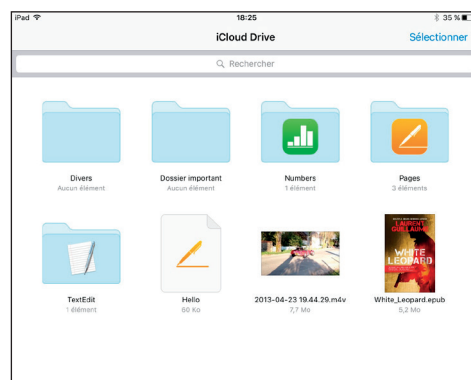 iPad 18:25 35 %
iCloud Drive Sélectionner
Rechercher
Divers Dossier important Numbers Pages
Aucun élément Aucun élément 1 élément 3 éléments
LAURENT
GUILLAUME
WHITE
LEOPARD
TextEdit Hello 2013-04-23 19.44.29.m4v White_Leopard.epub
1 élément 80 Ko 7,7 Mo 5,2 Mo